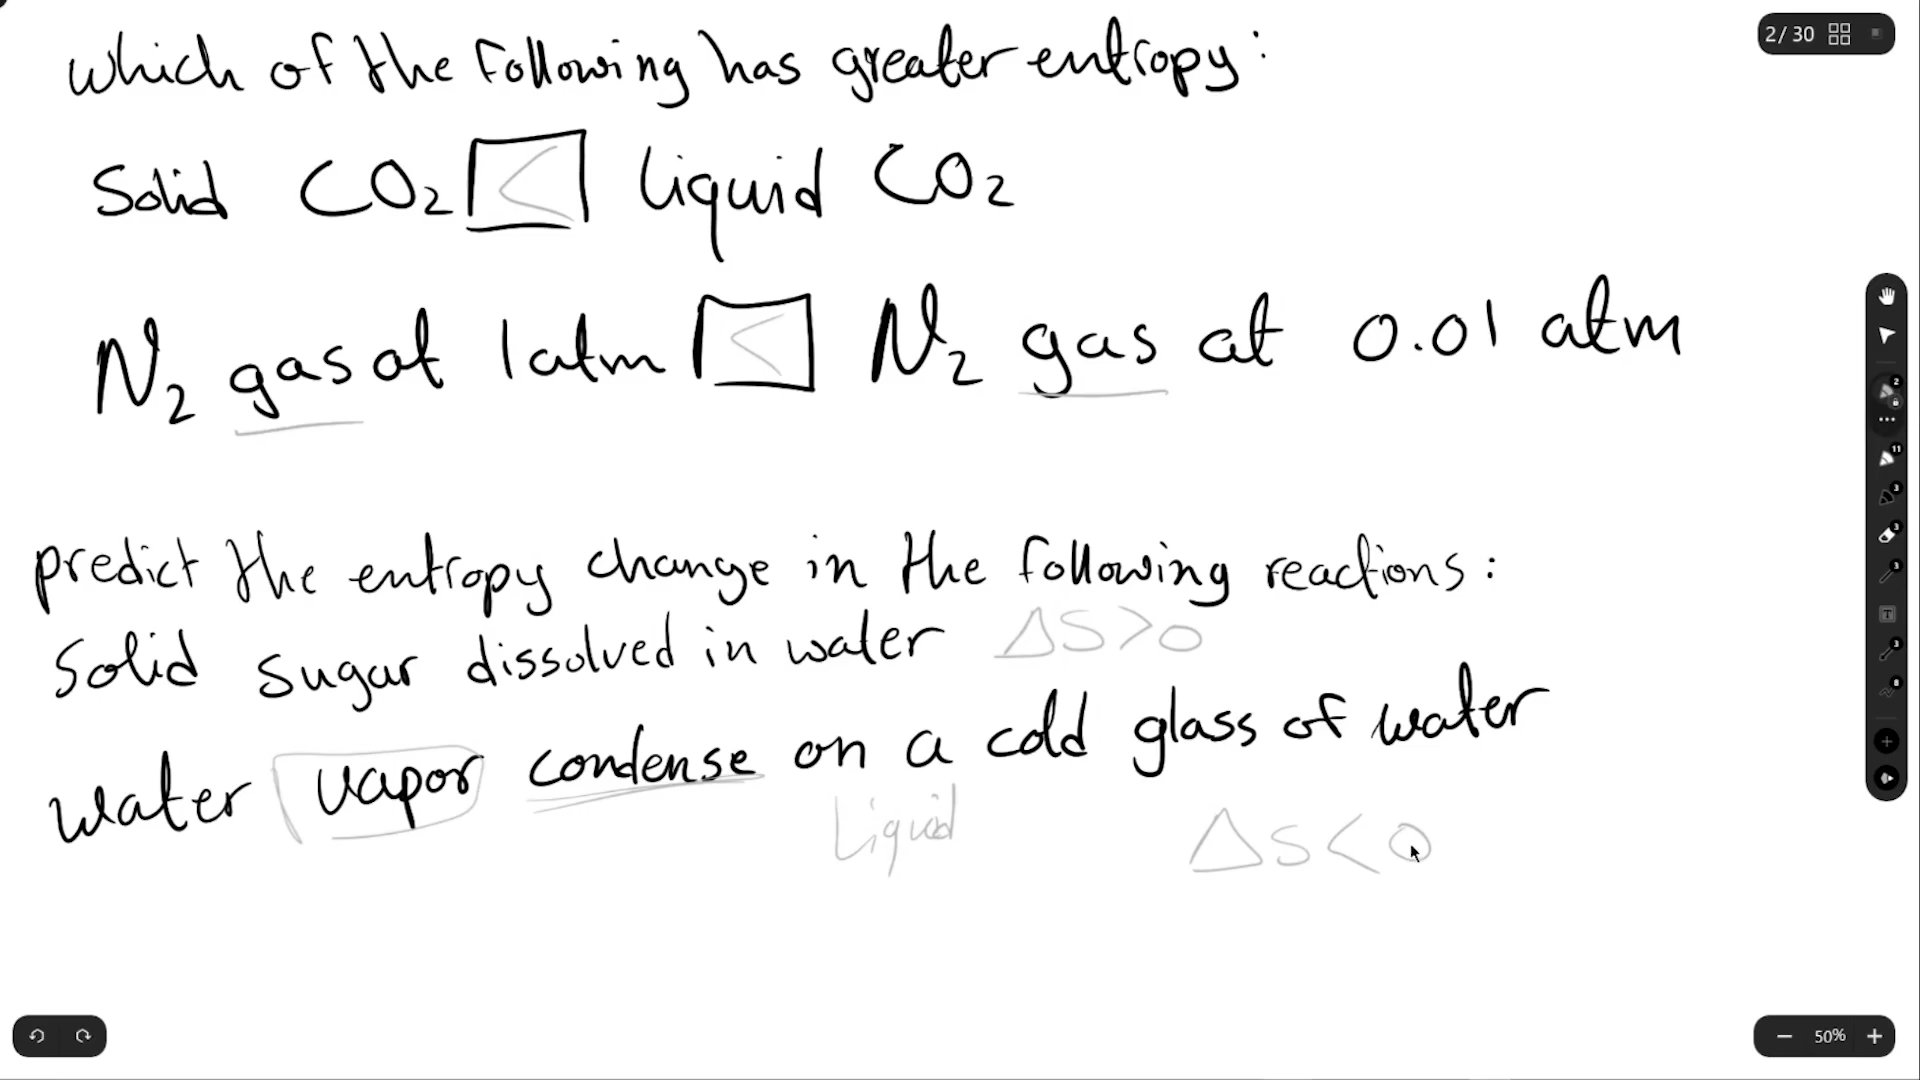 2/30
which of the following has greater entropy:
Solid CO₂ < liquid CO₂
N₂ gas at 1atm < N₂ gas at 0.01 atm
predict the entropy change in the following reactions:
Solid sugar dissolved in water ΔS>0
water vapor condense on a cold glass of water
Liquid ΔS<0
50%